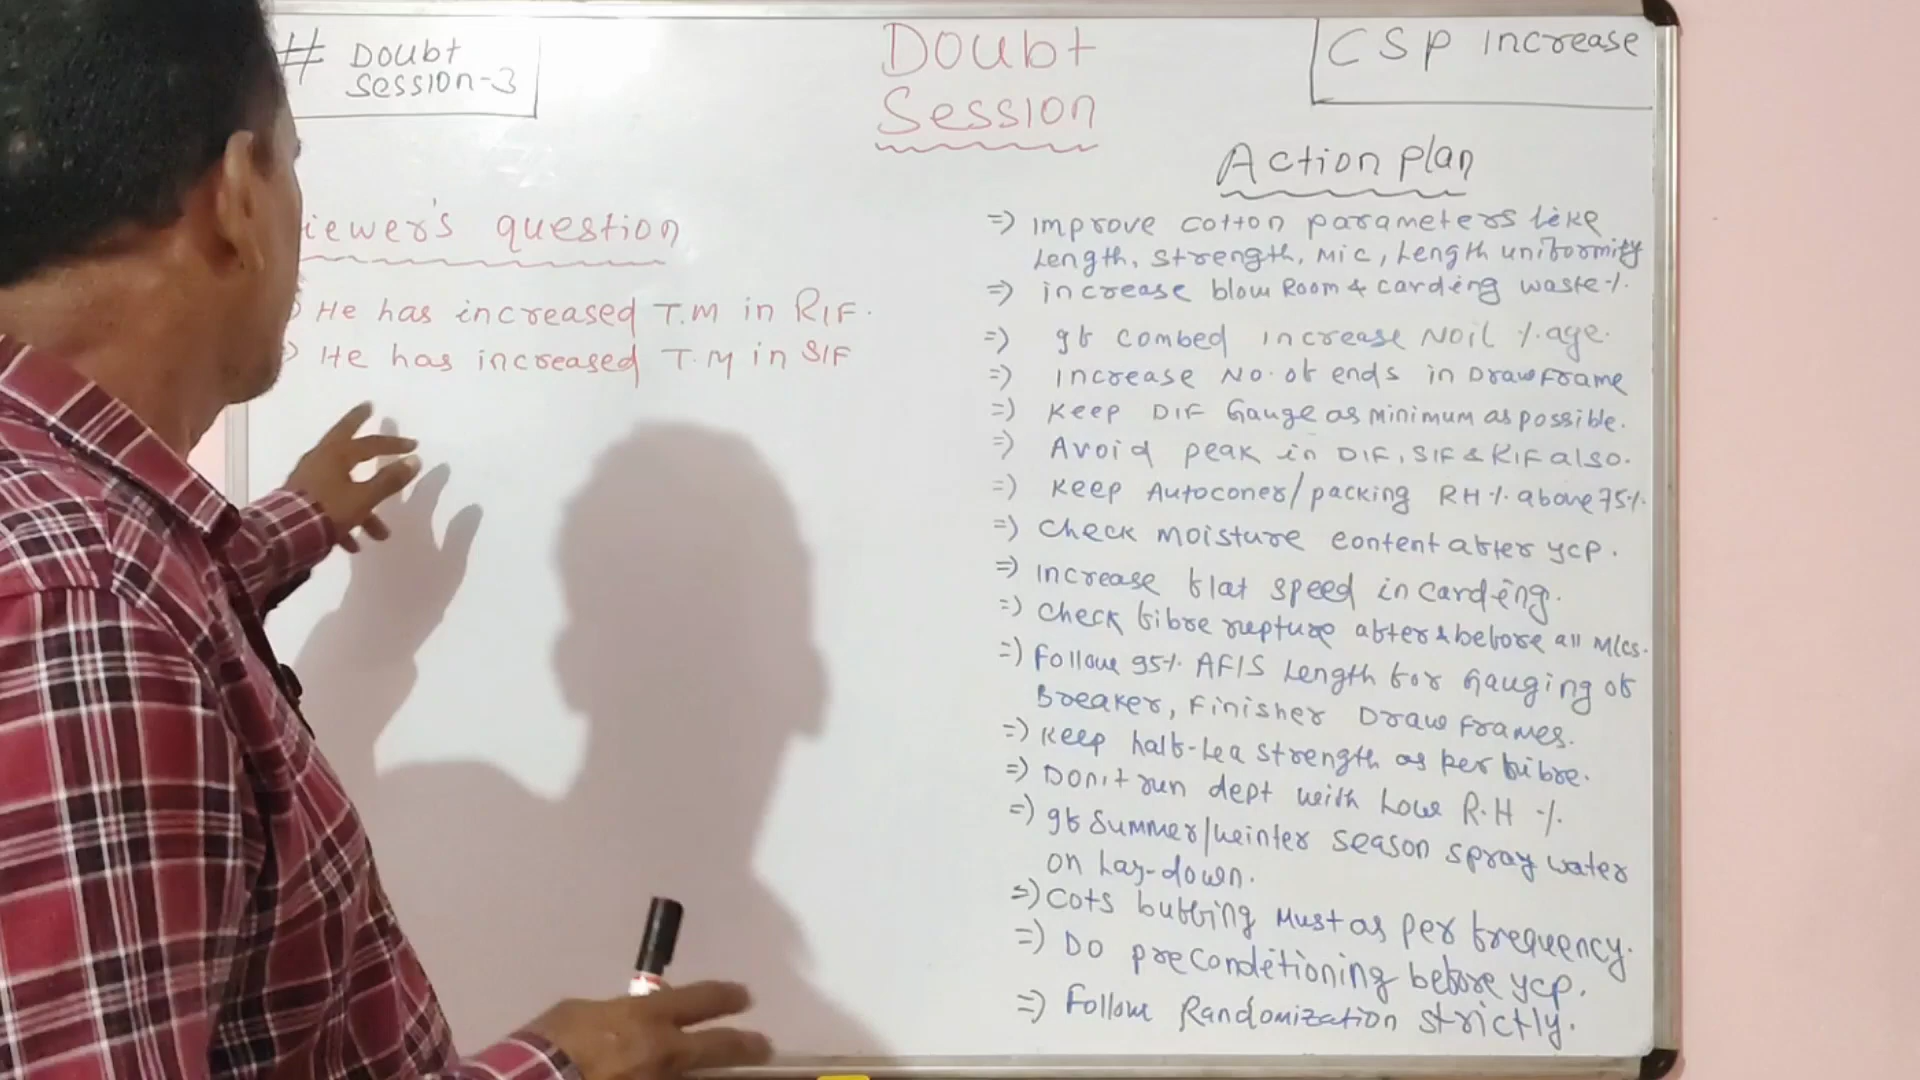 # Doubt
Session-3
Doubt
Session
CSP increase
iewer's question
He has increased T.M in R/F.
He has increased T.M in S/F
Action plan
=) improve cotton parameters like
Length, strength, Mic, Length uniformity
=) increase blow Room & carding waste %.
=) gf combed increase Noil %.age.
=) increase No. of ends in Draw Frame
=) Keep D/F Gauge as minimum as possible.
=) Avoid peak in D/F, S/F & R/F also.
=) Keep Autoconer/packing RH % above 75%.
=) Check moisture content after ycp.
=) increase flat speed in carding.
=) Check fibre rupture after & before all M/cs.
=) Follow 95% AFIS Length for Gauging of
Breaker, Finisher Draw Frames.
=) Keep half-Lea strength as per fibre.
=) Don't run dept with Low R.H %.
=) gf Summer/winter season spray water
on Lay-down.
=) Cots buffing Must as per frequency.
=) Do preconditioning before ycp.
=) Follow Randomization strictly.